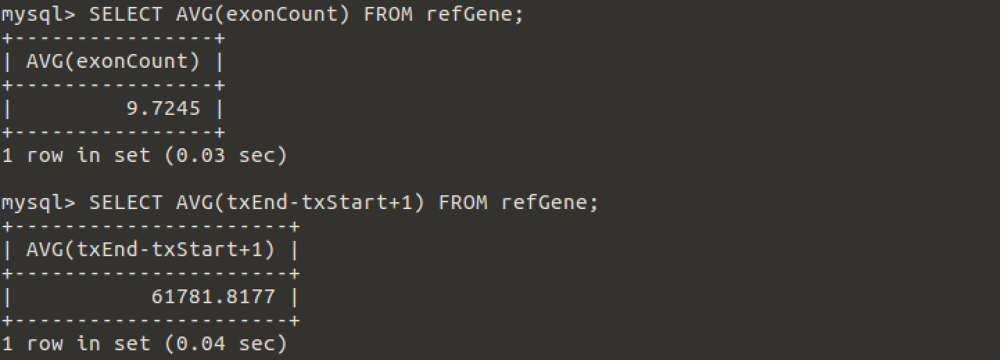 mysql> SELECT AVG(exonCount) FROM refGene;
+----------------+
| AVG(exonCount) |
+----------------+
|         9.7245 |
+----------------+
1 row in set (0.03 sec)

mysql> SELECT AVG(txEnd-txStart+1) FROM refGene;
+----------------------+
| AVG(txEnd-txStart+1) |
+----------------------+
|           61781.8177 |
+----------------------+
1 row in set (0.04 sec)